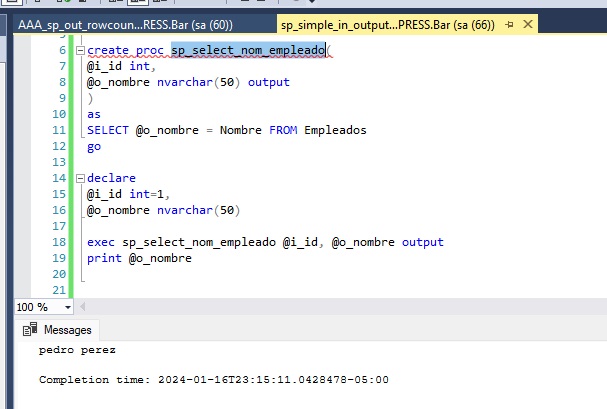 AAA_sp_out_rowcoun...RESS.Bar (sa (60))
sp_simple_in_output...PRESS.Bar (sa (66))
6 create proc sp_select_nom_empleado(
7 @i_id int,
8 @o_nombre nvarchar(50) output
9 )
10 as
11 SELECT @o_nombre = Nombre FROM Empleados
12 go
13
14 declare
15 @i_id int=1,
16 @o_nombre nvarchar(50)
17
18 exec sp_select_nom_empleado @i_id, @o_nombre output
19 print @o_nombre
20
21
100 %
Messages
pedro perez
Completion time: 2024-01-16T23:15:11.0428478-05:00